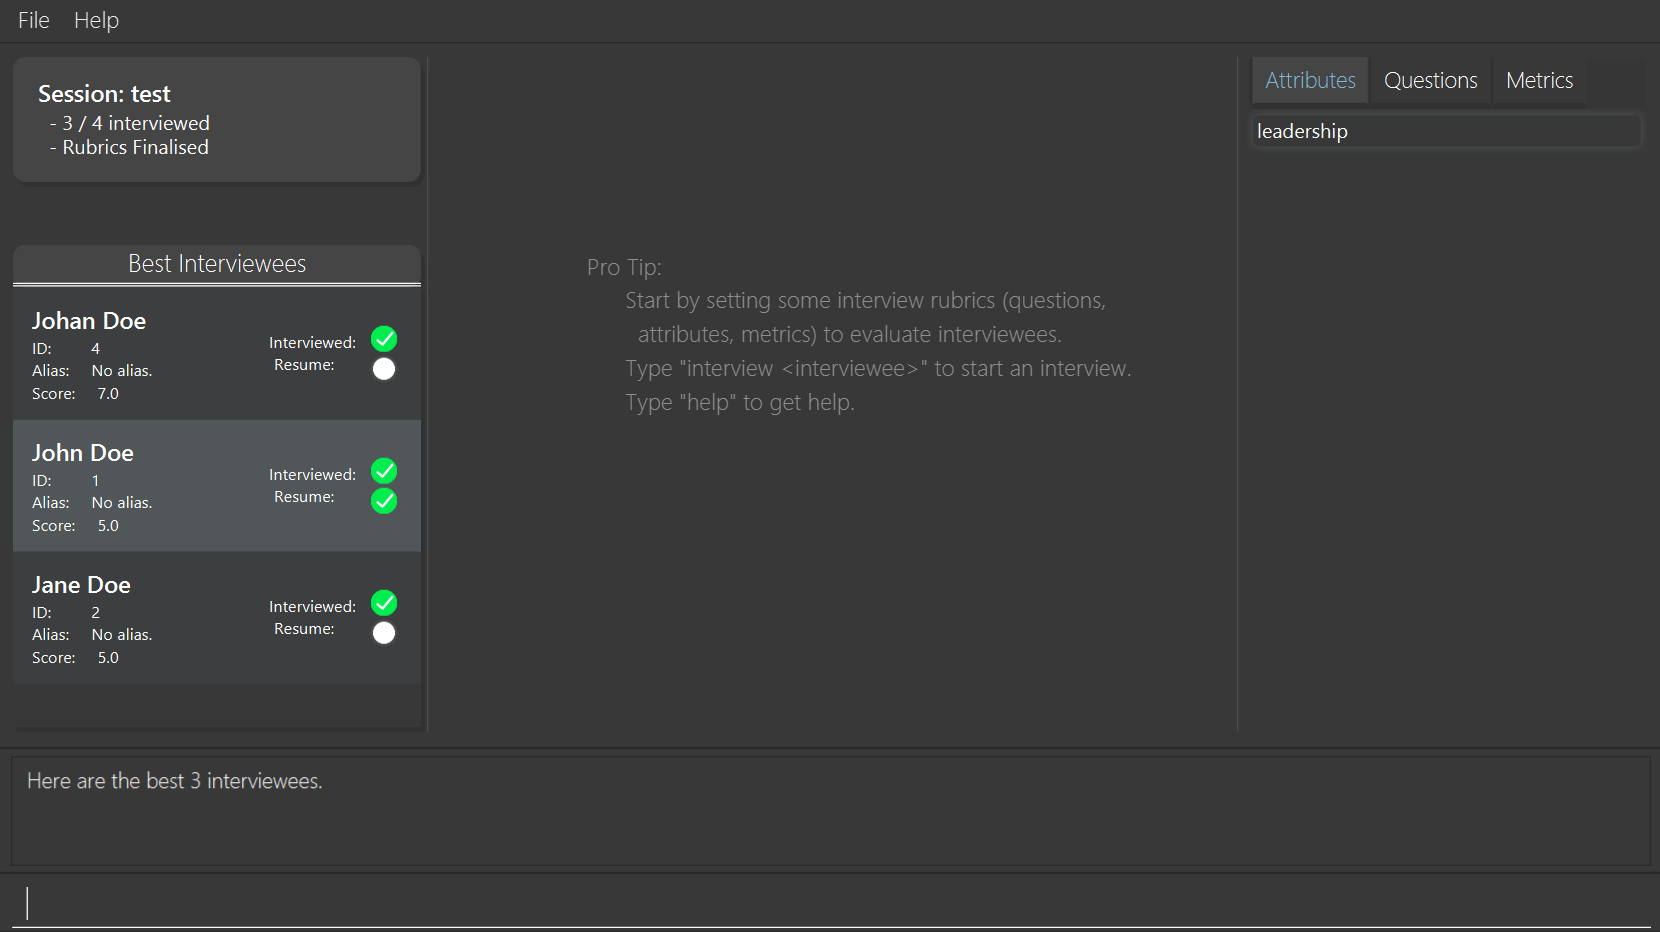 File Help
Session: test
- 3 / 4 interviewed
- Rubrics Finalised
Best Interviewees
Johan Doe
ID: 4
Alias: No alias.
Score: 7.0
Interviewed:
Resume:
John Doe
ID: 1
Alias: No alias.
Score: 5.0
Interviewed:
Resume:
Jane Doe
ID: 2
Alias: No alias.
Score: 5.0
Interviewed:
Resume:
Pro Tip:
Start by setting some interview rubrics (questions,
attributes, metrics) to evaluate interviewees.
Type "interview <interviewee>" to start an interview.
Type "help" to get help.
Attributes Questions Metrics
leadership
Here are the best 3 interviewees.